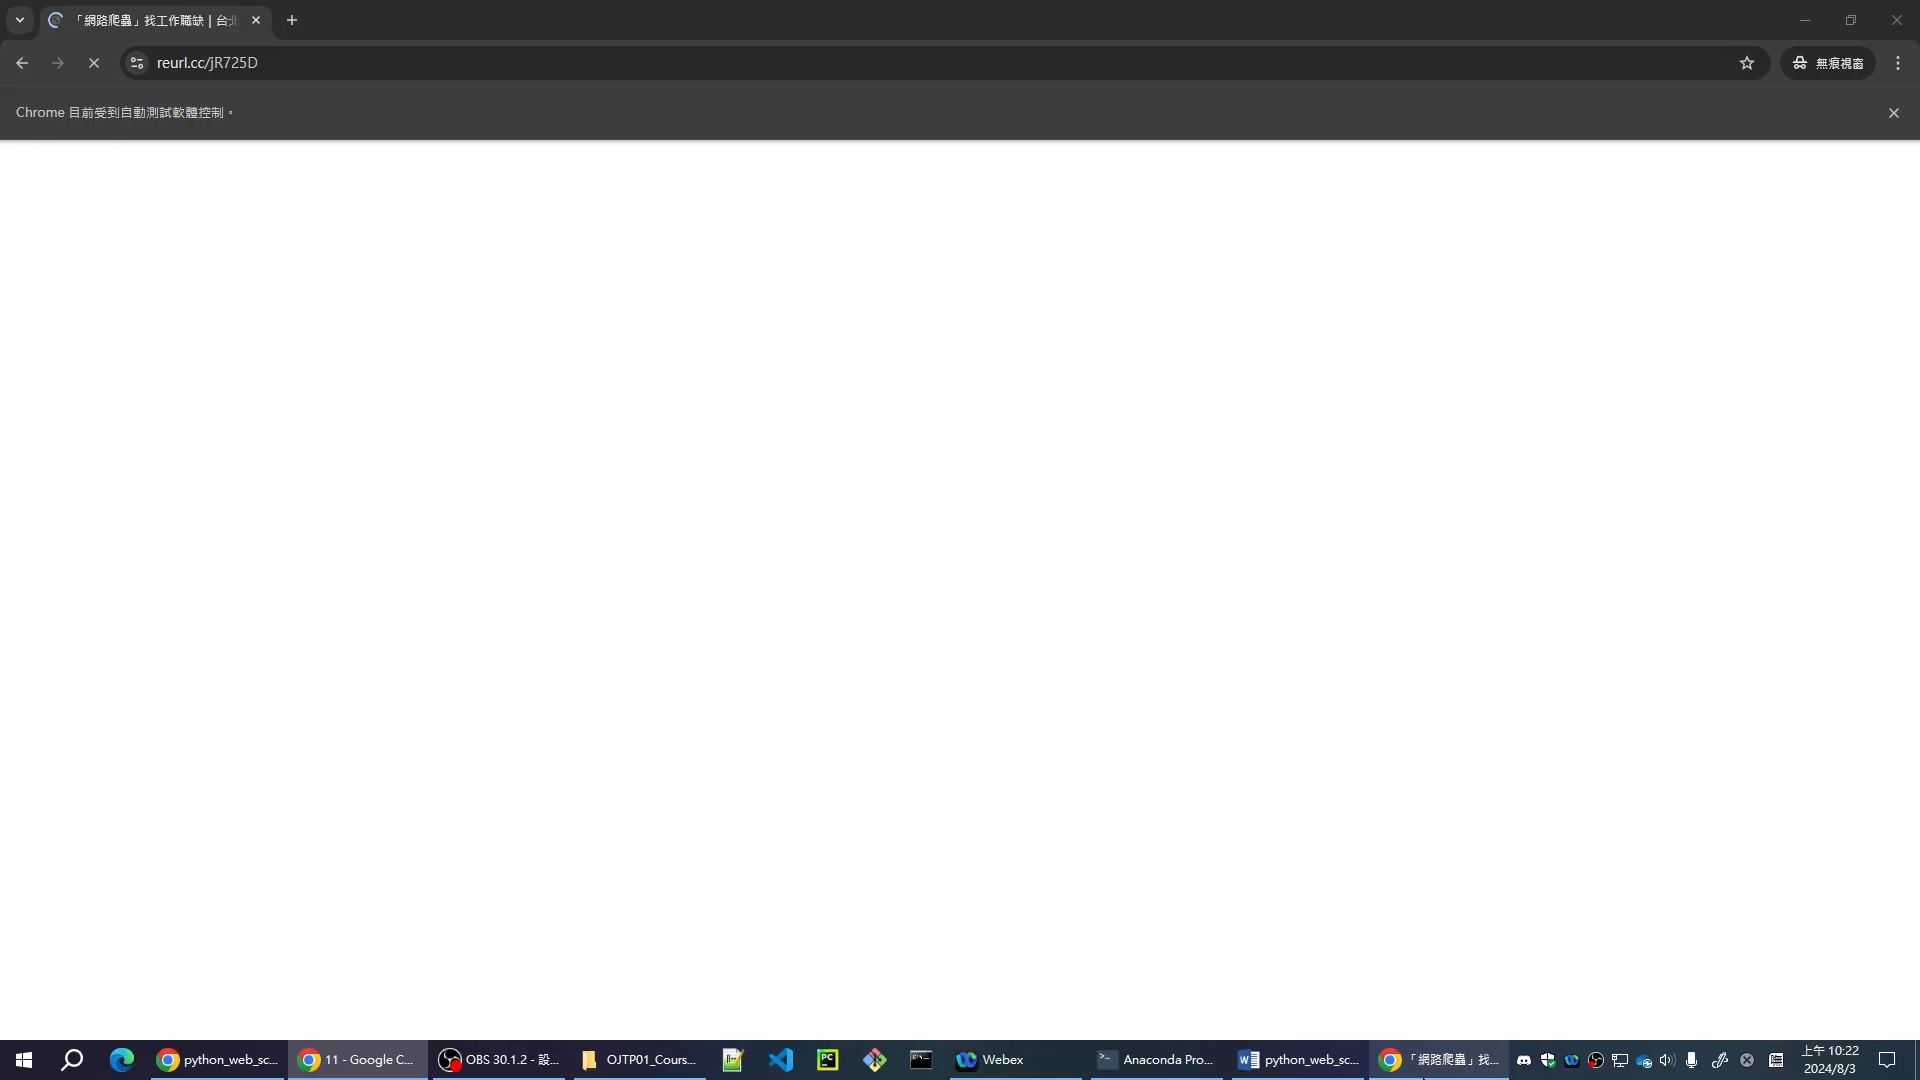 「網路爬蟲」找工作職缺 | 台北
reurl.cc/jR725D
無痕視窗
Chrome 目前受到自動測試軟體控制。
python_web_sc...
11 - Google C...
OBS 30.1.2 - 設...
OJTP01_Cours...
Webex
Anaconda Pro...
python_web_sc...
「網路爬蟲」找...
上午 10:22
2024/8/3